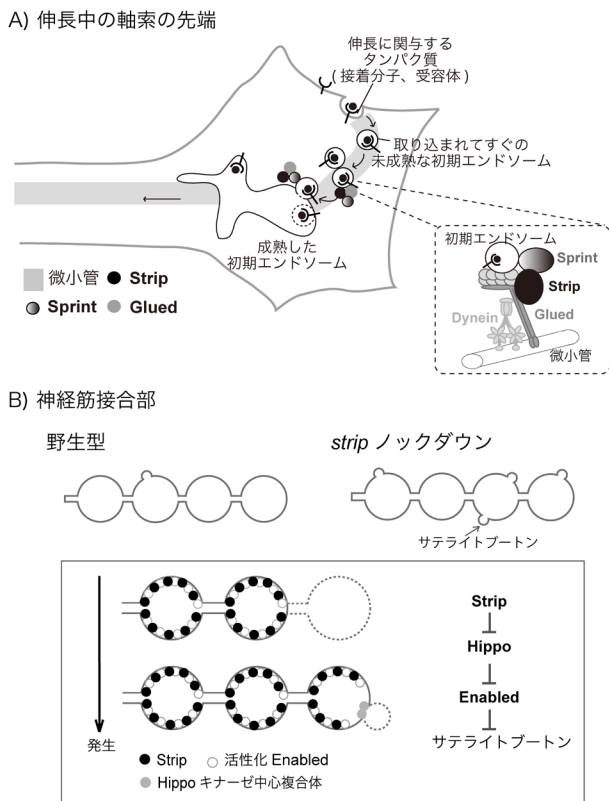 A) 伸長中の軸索の先端
伸長に関与する
タンパク質
( 接着分子、受容体 )
取り込まれてすぐの
未成熟な初期エンドソーム
成熟した
初期エンドソーム
微小管
Strip
Sprint
Glued
初期エンドソーム
Sprint
Strip
Dynein
Glued
微小管
B) 神経筋接合部
野生型
strip ノックダウン
サテライトブートン
発生
Strip
Hippo
Enabled
サテライトブートン
Strip
活性化 Enabled
Hippo キナーゼ中心複合体